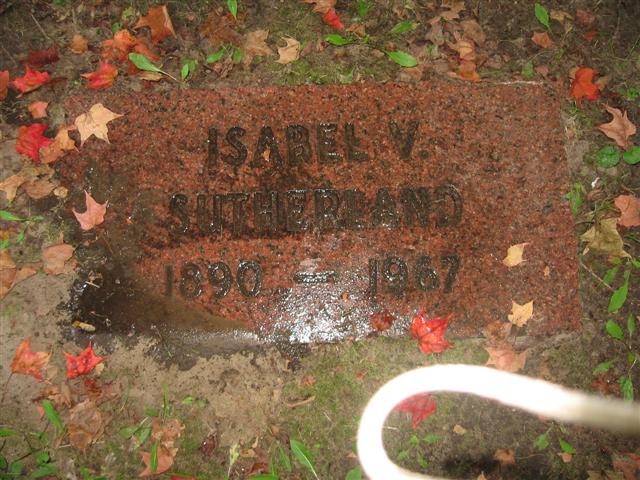 ISABEL V.
SUTHERLAND
1890 — 1967